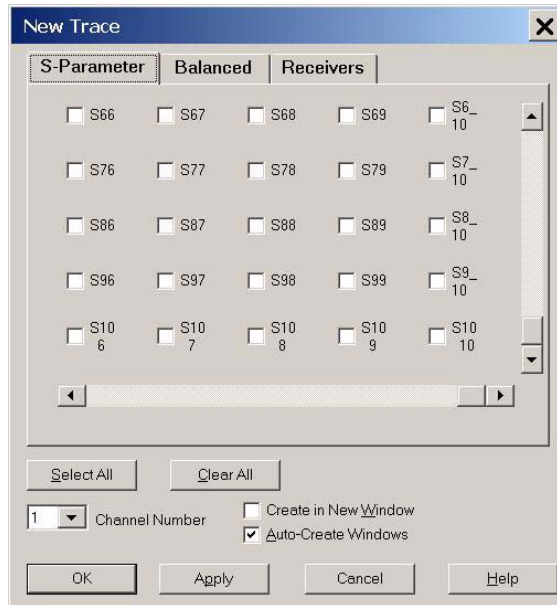 New Trace
S-Parameter Balanced Receivers
S66 S67 S68 S69 S6_
10
S76 S77 S78 S79 S7_
10
S86 S87 S88 S89 S8_
10
S96 S97 S98 S99 S9_
10
S10 S10 S10 S10 S10
6 7 8 9 10
Select All Clear All
1 Channel Number
Create in New Window
Auto-Create Windows
OK Apply Cancel Help